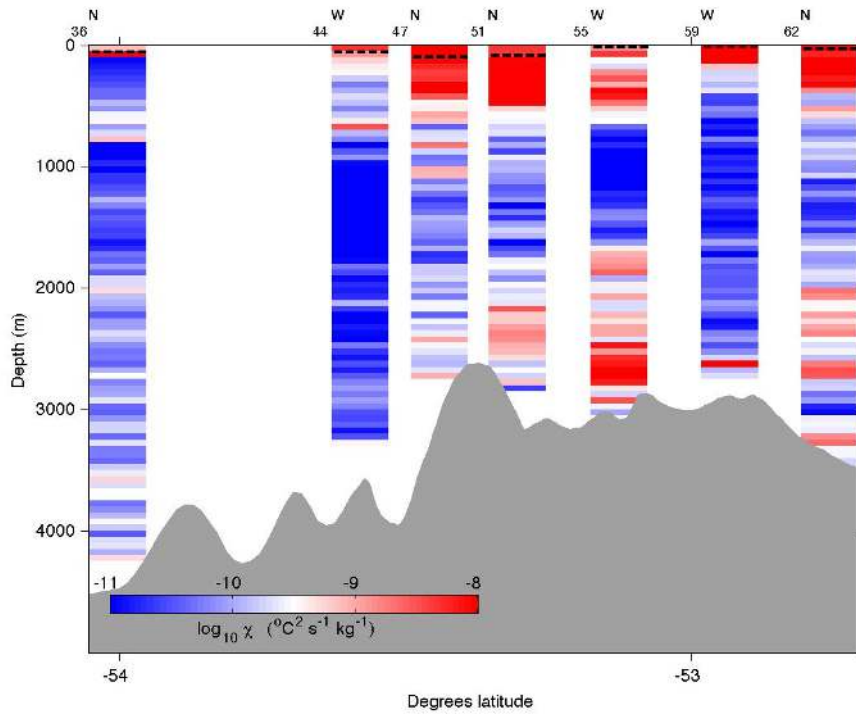 N W N N W W N
36 44 47 51 55 59 62
0
1000
2000
3000
4000
Depth (m)
-11 -10 -9 -8
log10 χ (°C² s⁻¹ kg⁻¹)
-54 -53
Degrees latitude